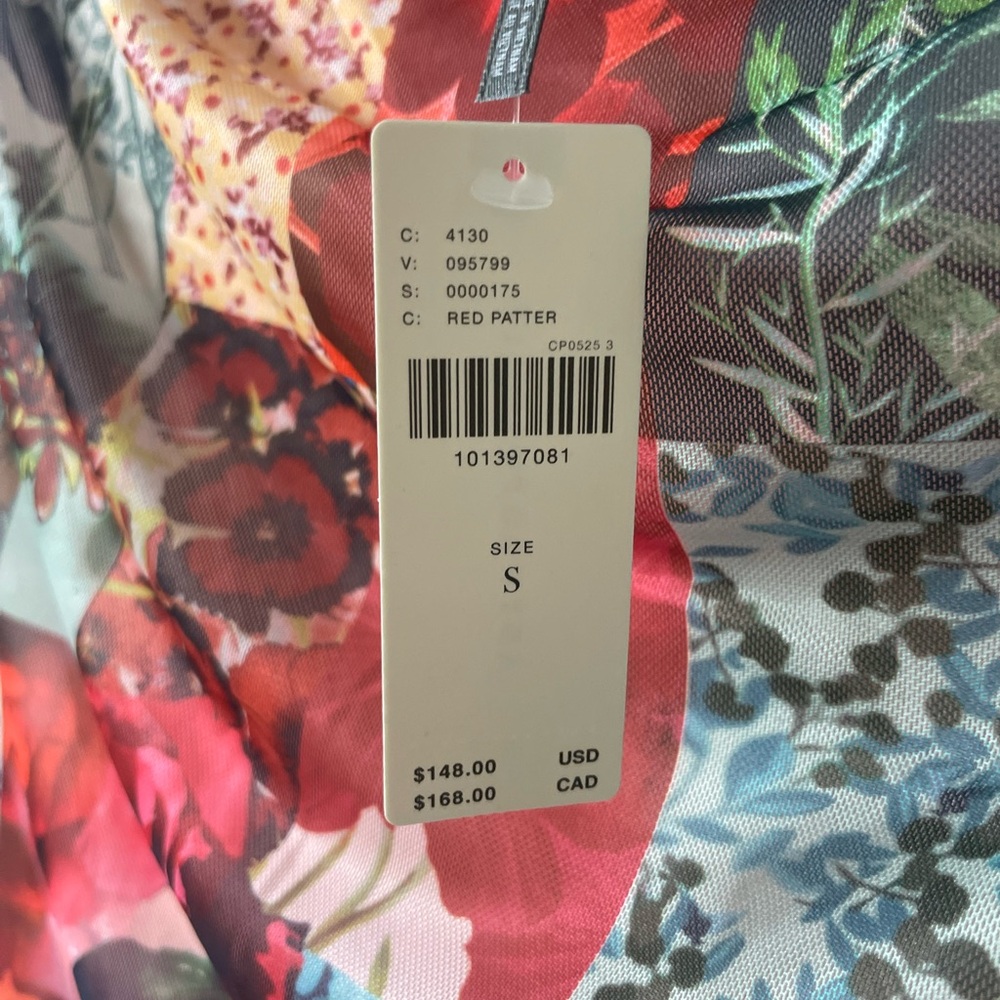 C: 4130
V: 095799
S: 0000175
C: RED PATTER
CP0525 3
101397081
SIZE
S
$148.00 USD
$168.00 CAD